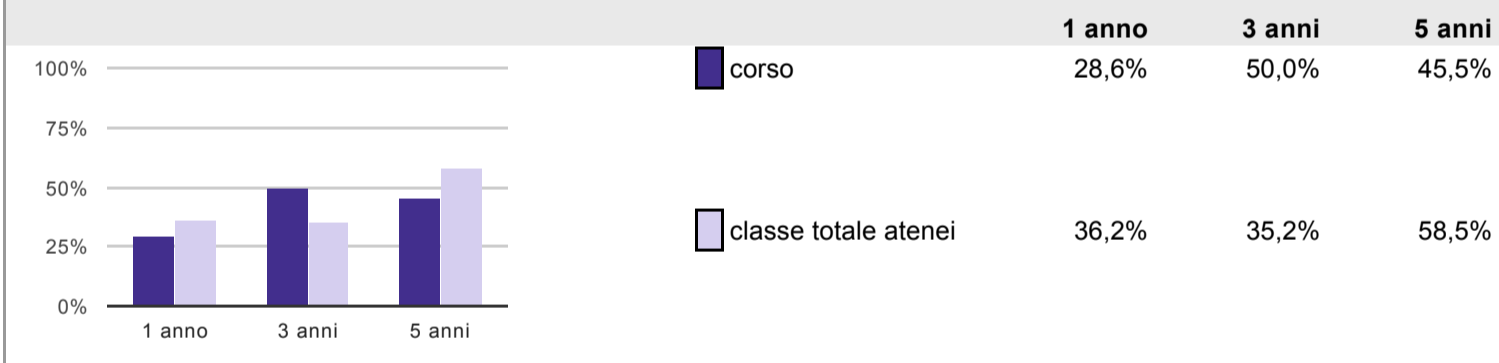 1 anno 3 anni 5 anni
100%
75%
50%
25%
0%
1 anno 3 anni 5 anni
corso 28,6% 50,0% 45,5%
classe totale atenei 36,2% 35,2% 58,5%